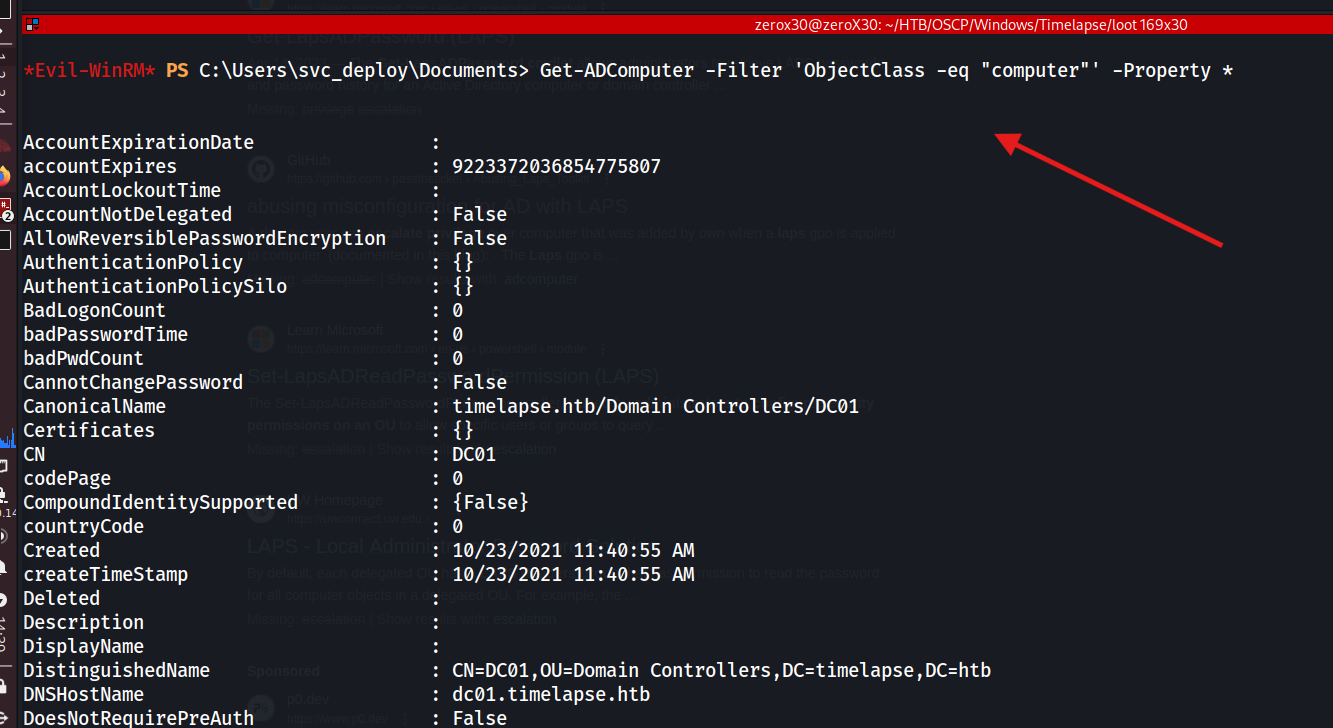 zerox30@zeroX30: ~/HTB/OSCP/Windows/Timelapse/loot 169x30
*Evil-WinRM* PS C:\Users\svc_deploy\Documents> Get-ADComputer -Filter 'ObjectClass -eq "computer"' -Property *
AccountExpirationDate :
accountExpires : 9223372036854775807
AccountLockoutTime :
AccountNotDelegated : False
AllowReversiblePasswordEncryption : False
AuthenticationPolicy : {}
AuthenticationPolicySilo : {}
BadLogonCount : 0
badPasswordTime : 0
badPwdCount : 0
CannotChangePassword : False
CanonicalName : timelapse.htb/Domain Controllers/DC01
Certificates : {}
CN : DC01
codePage : 0
CompoundIdentitySupported : {False}
countryCode : 0
Created : 10/23/2021 11:40:55 AM
createTimeStamp : 10/23/2021 11:40:55 AM
Deleted :
Description :
DisplayName :
DistinguishedName : CN=DC01,OU=Domain Controllers,DC=timelapse,DC=htb
DNSHostName : dc01.timelapse.htb
DoesNotRequirePreAuth : False